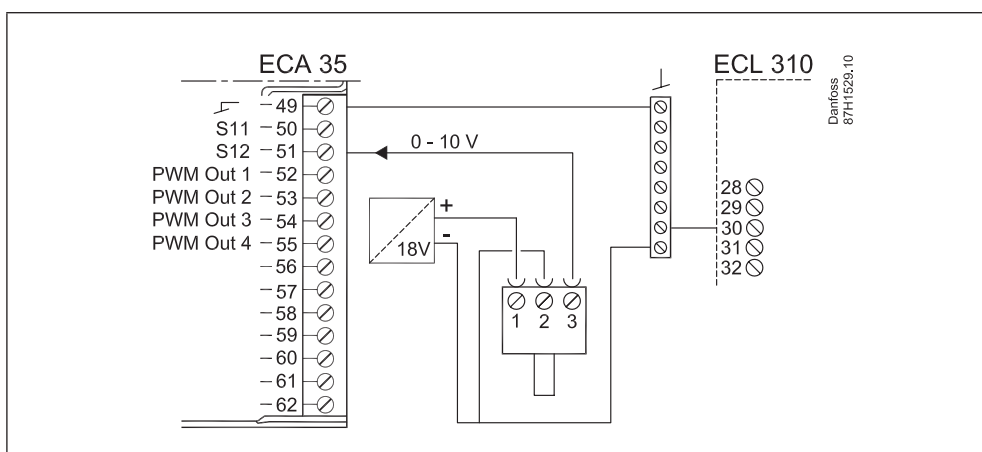 ECA 35
ECL 310
Danfoss
87H1529.10
49
S11 50
S12 51
PWM Out 1 52
PWM Out 2 53
PWM Out 3 54
PWM Out 4 55
56
57
58
59
60
61
62
0 - 10 V
+
-
18V
1 2 3
28
29
30
31
32